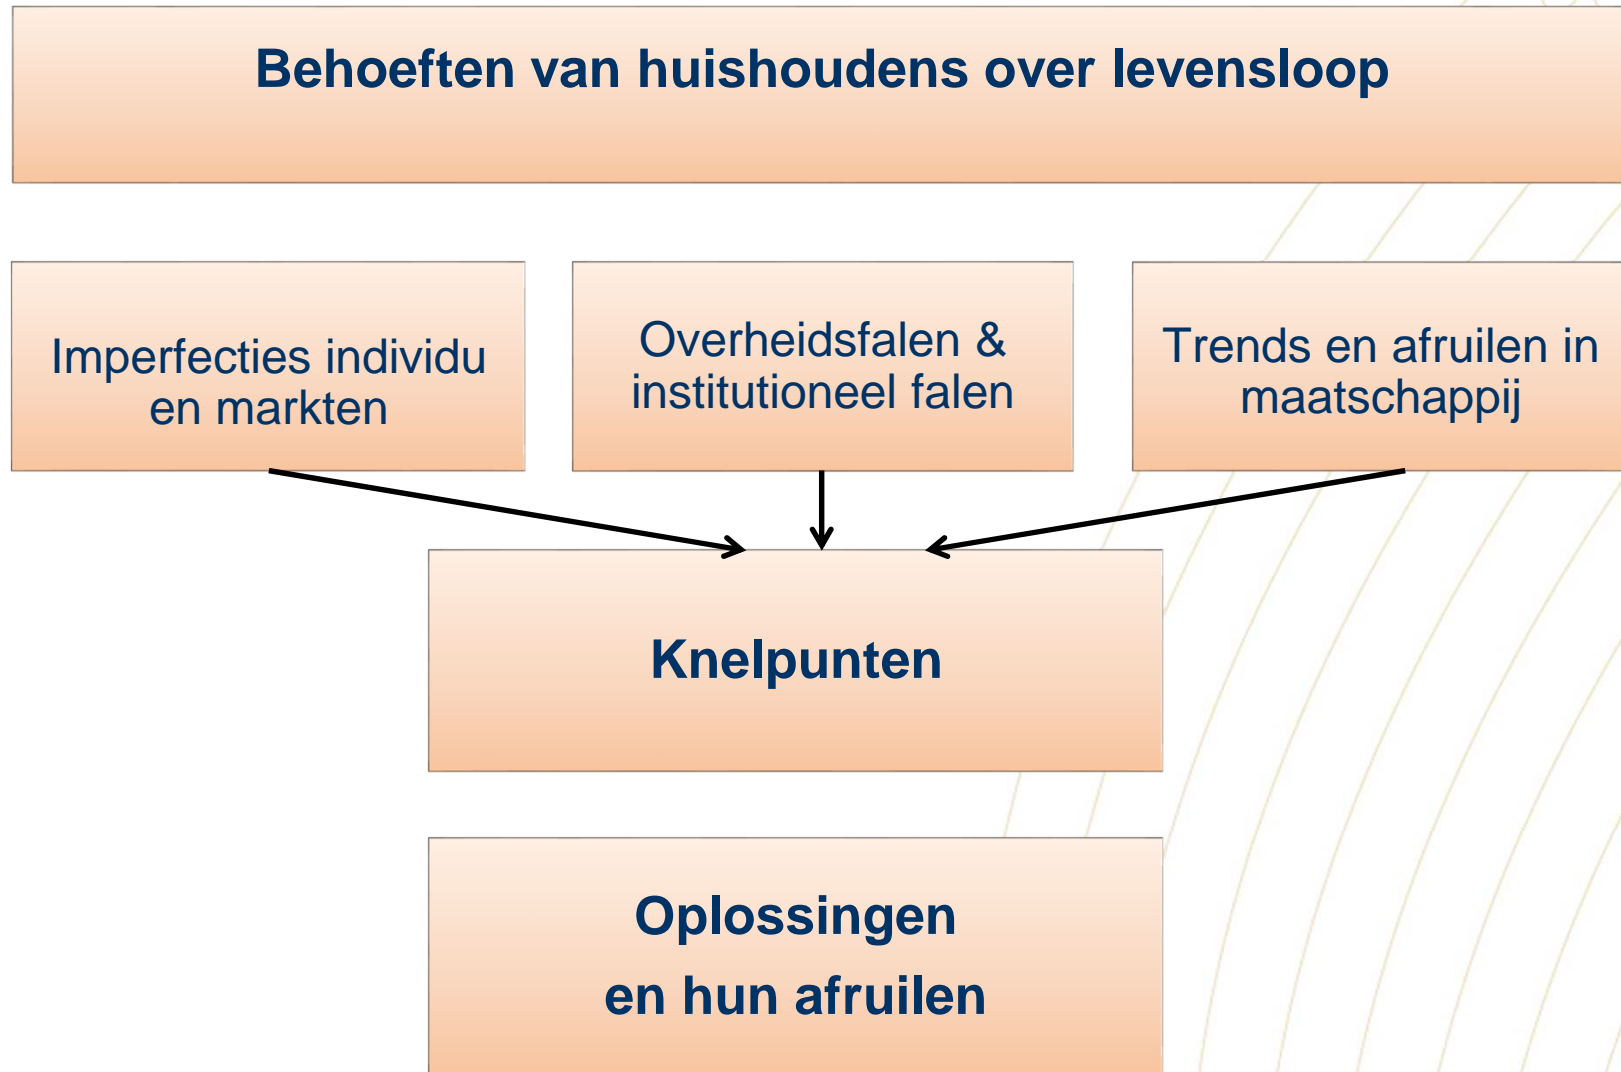 Behoeften van huishoudens over levensloop
Imperfecties individu
en markten
Overheidsfalen &
institutioneel falen
Trends en afruilen in
maatschappij
Knelpunten
Oplossingen
en hun afruilen